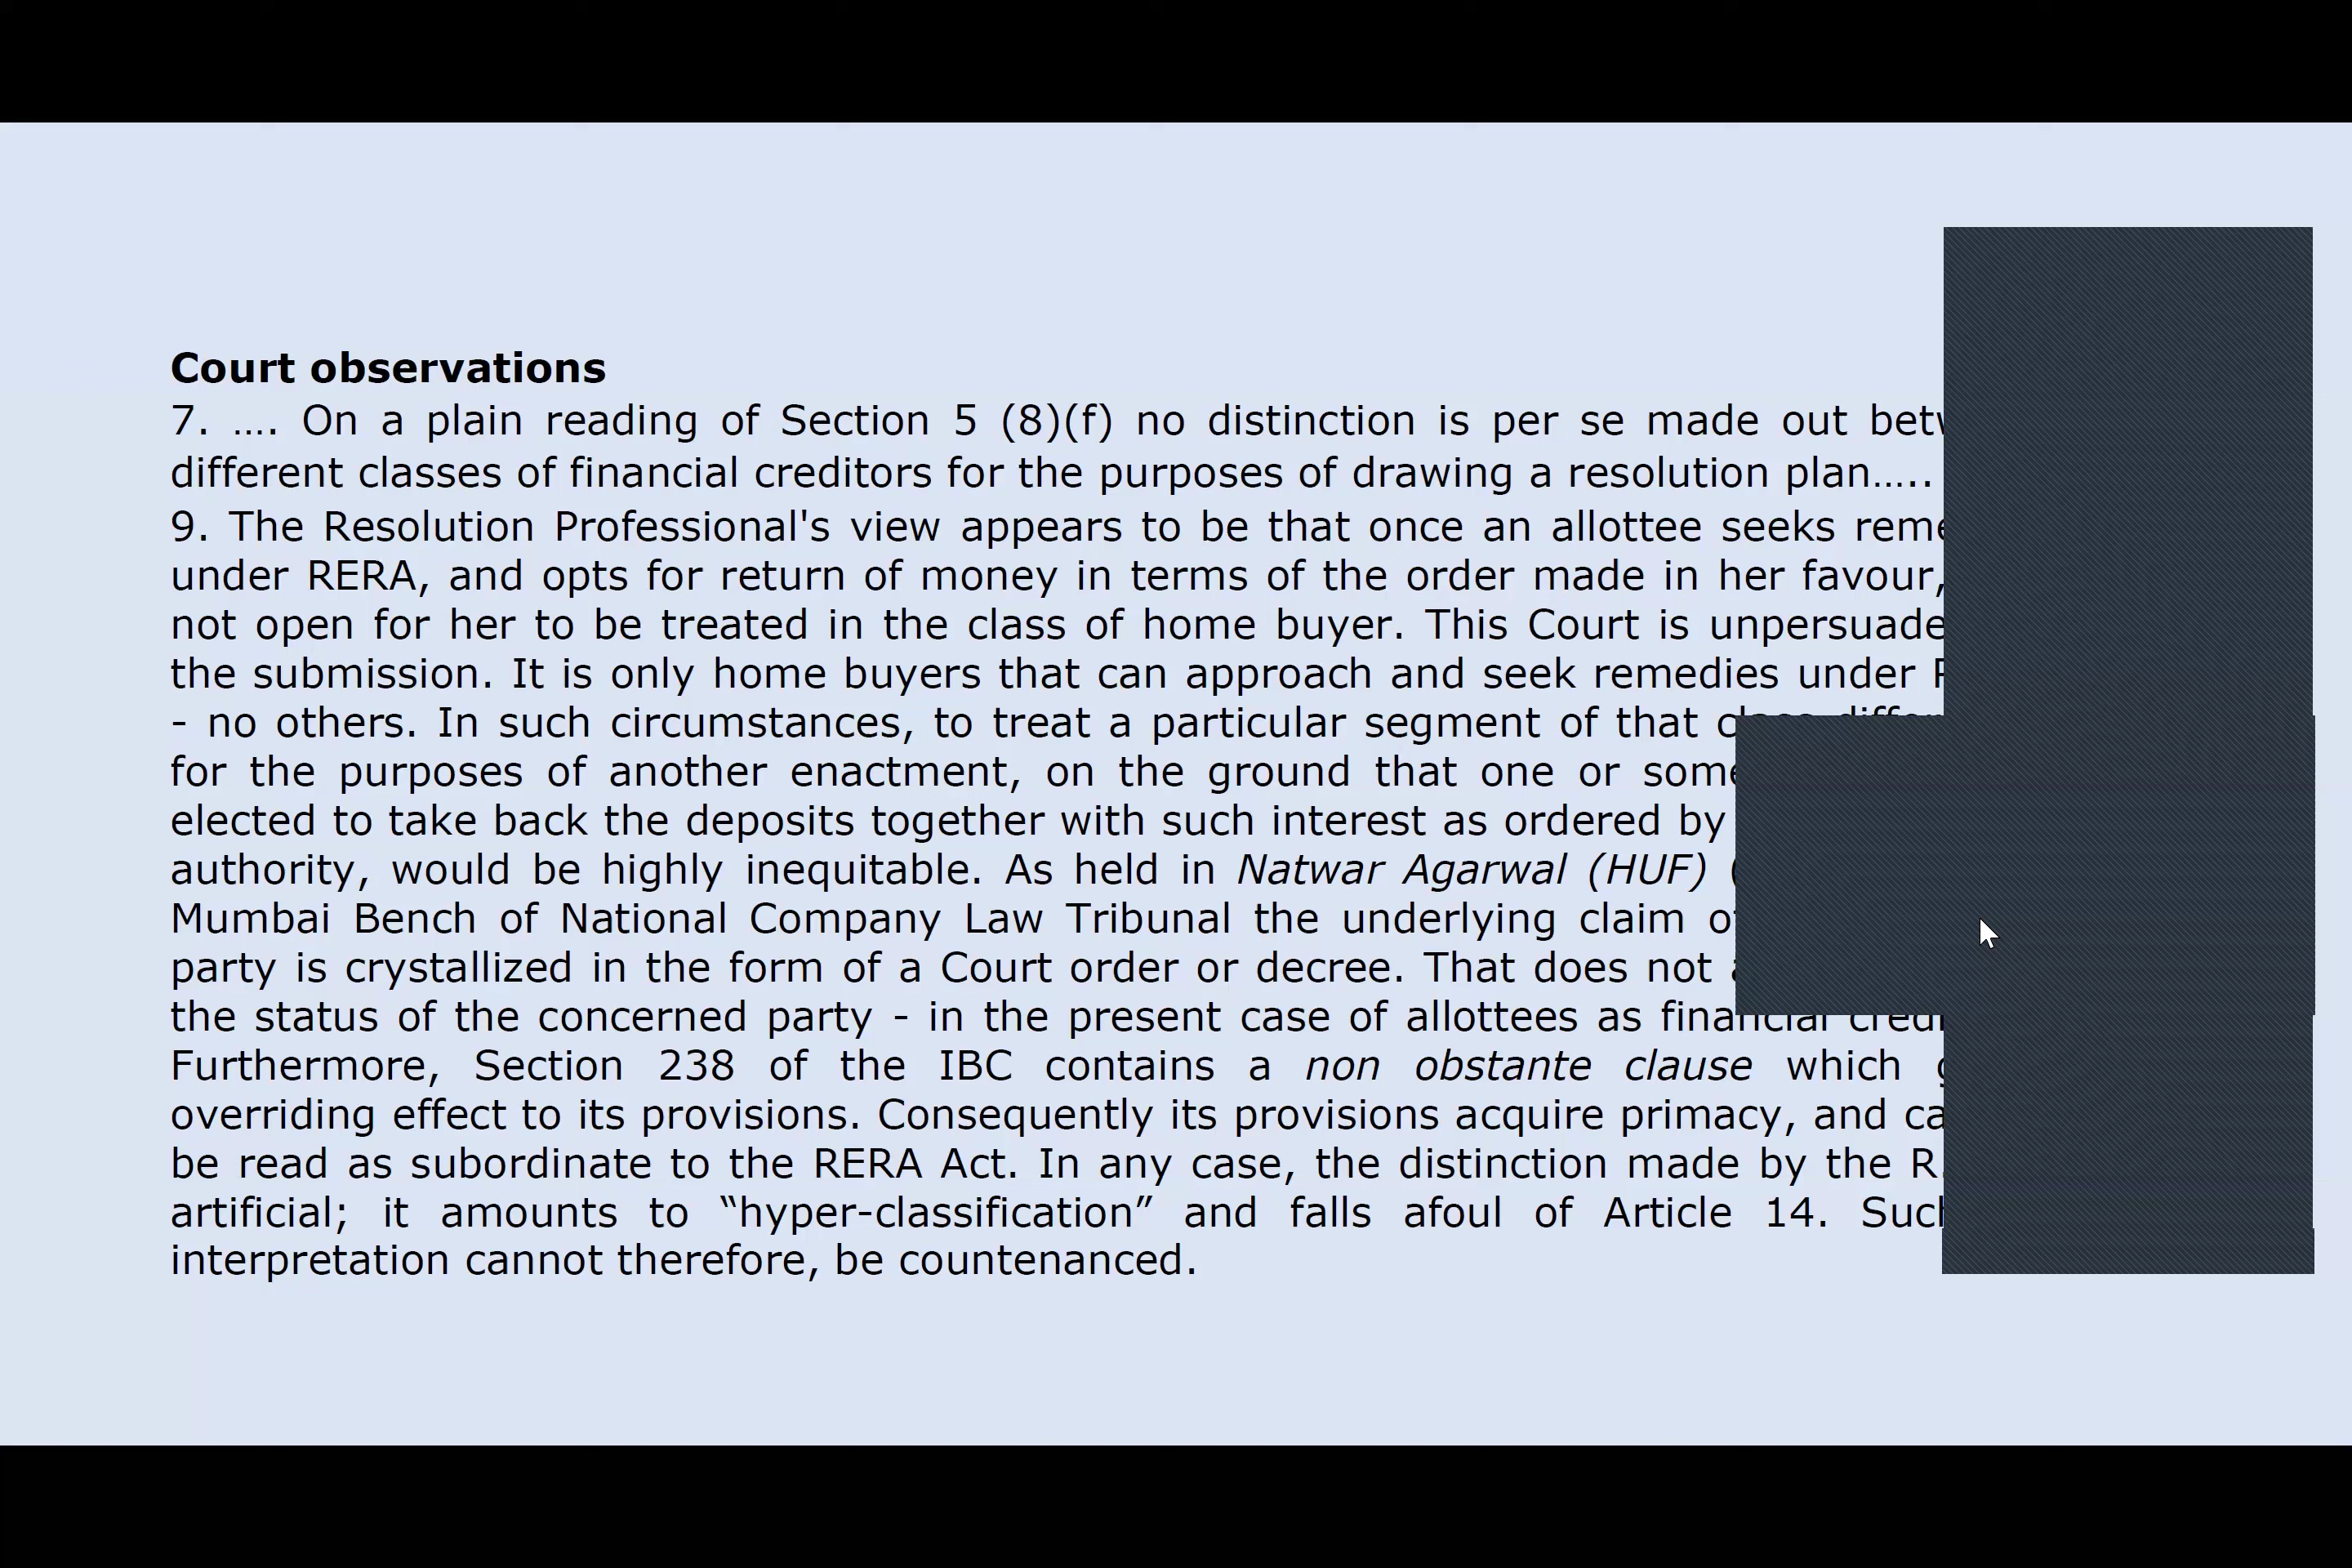 Court observations
7. .... On a plain reading of Section 5 (8)(f) no distinction is per se made out
different classes of financial creditors for the purposes of drawing a resolution plan.....
9. The Resolution Professional's view appears to be that once an allottee seeks
under RERA, and opts for return of money in terms of the order made in her favour,
not open for her to be treated in the class of home buyer. This Court is
the submission. It is only home buyers that can approach and seek remedies under
- no others. In such circumstances, to treat a particular segment of that
for the purposes of another enactment, on the ground that one or
elected to take back the deposits together with such interest as ordered by
authority, would be highly inequitable. As held in Natwar Agarwal (HUF)
Mumbai Bench of National Company Law Tribunal the underlying claim
party is crystallized in the form of a Court order or decree. That does not
the status of the concerned party - in the present case of allottees as financial
Furthermore, Section 238 of the IBC contains a non obstante clause which
overriding effect to its provisions. Consequently its provisions acquire primacy, and
be read as subordinate to the RERA Act. In any case, the distinction made by the
artificial; it amounts to “hyper-classification” and falls afoul of Article 14.
interpretation cannot therefore, be countenanced.